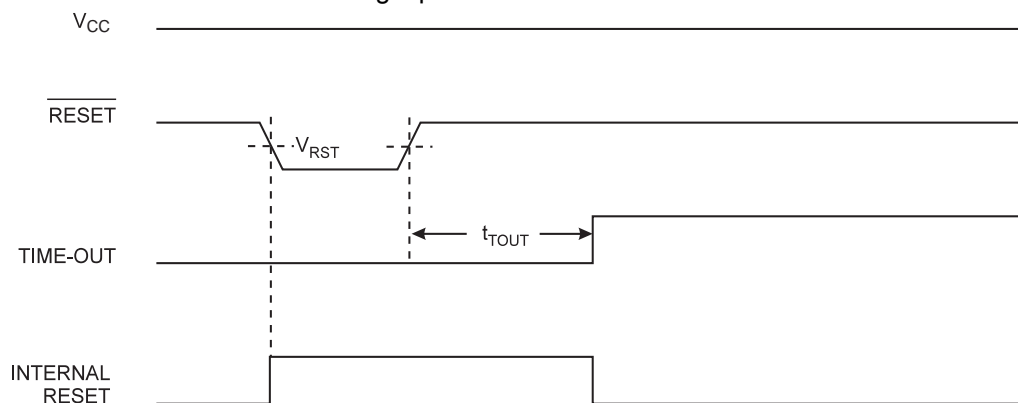 VCC
RESET
VRST
tTOUT
TIME-OUT
INTERNAL
RESET